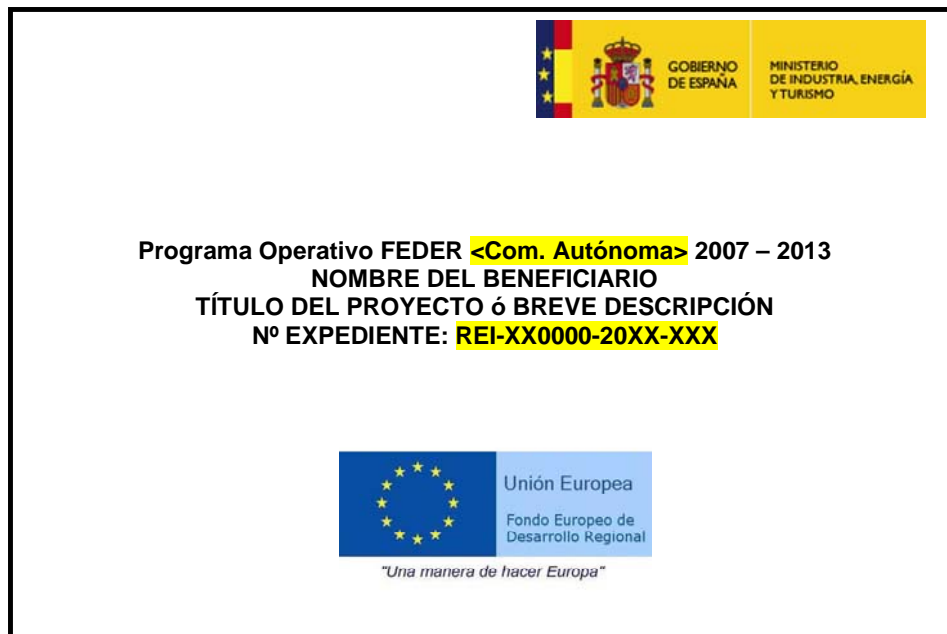 GOBIERNO
DE ESPAÑA
MINISTERIO
DE INDUSTRIA, ENERGÍA
Y TURISMO
Programa Operativo FEDER <Com. Autónoma> 2007 – 2013
NOMBRE DEL BENEFICIARIO
TÍTULO DEL PROYECTO ó BREVE DESCRIPCIÓN
Nº EXPEDIENTE: REI-XX0000-20XX-XXX
Unión Europea
Fondo Europeo de
Desarrollo Regional
"Una manera de hacer Europa"